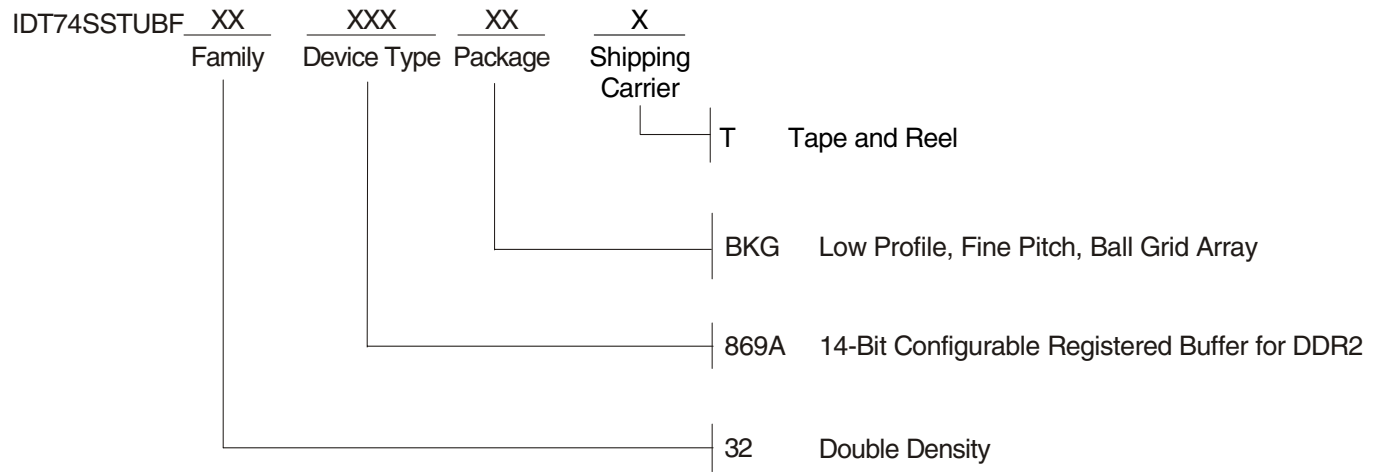 IDT74SSTUBF XX XXX XX X
Family Device Type Package Shipping
Carrier
T Tape and Reel
BKG Low Profile, Fine Pitch, Ball Grid Array
869A 14-Bit Configurable Registered Buffer for DDR2
32 Double Density